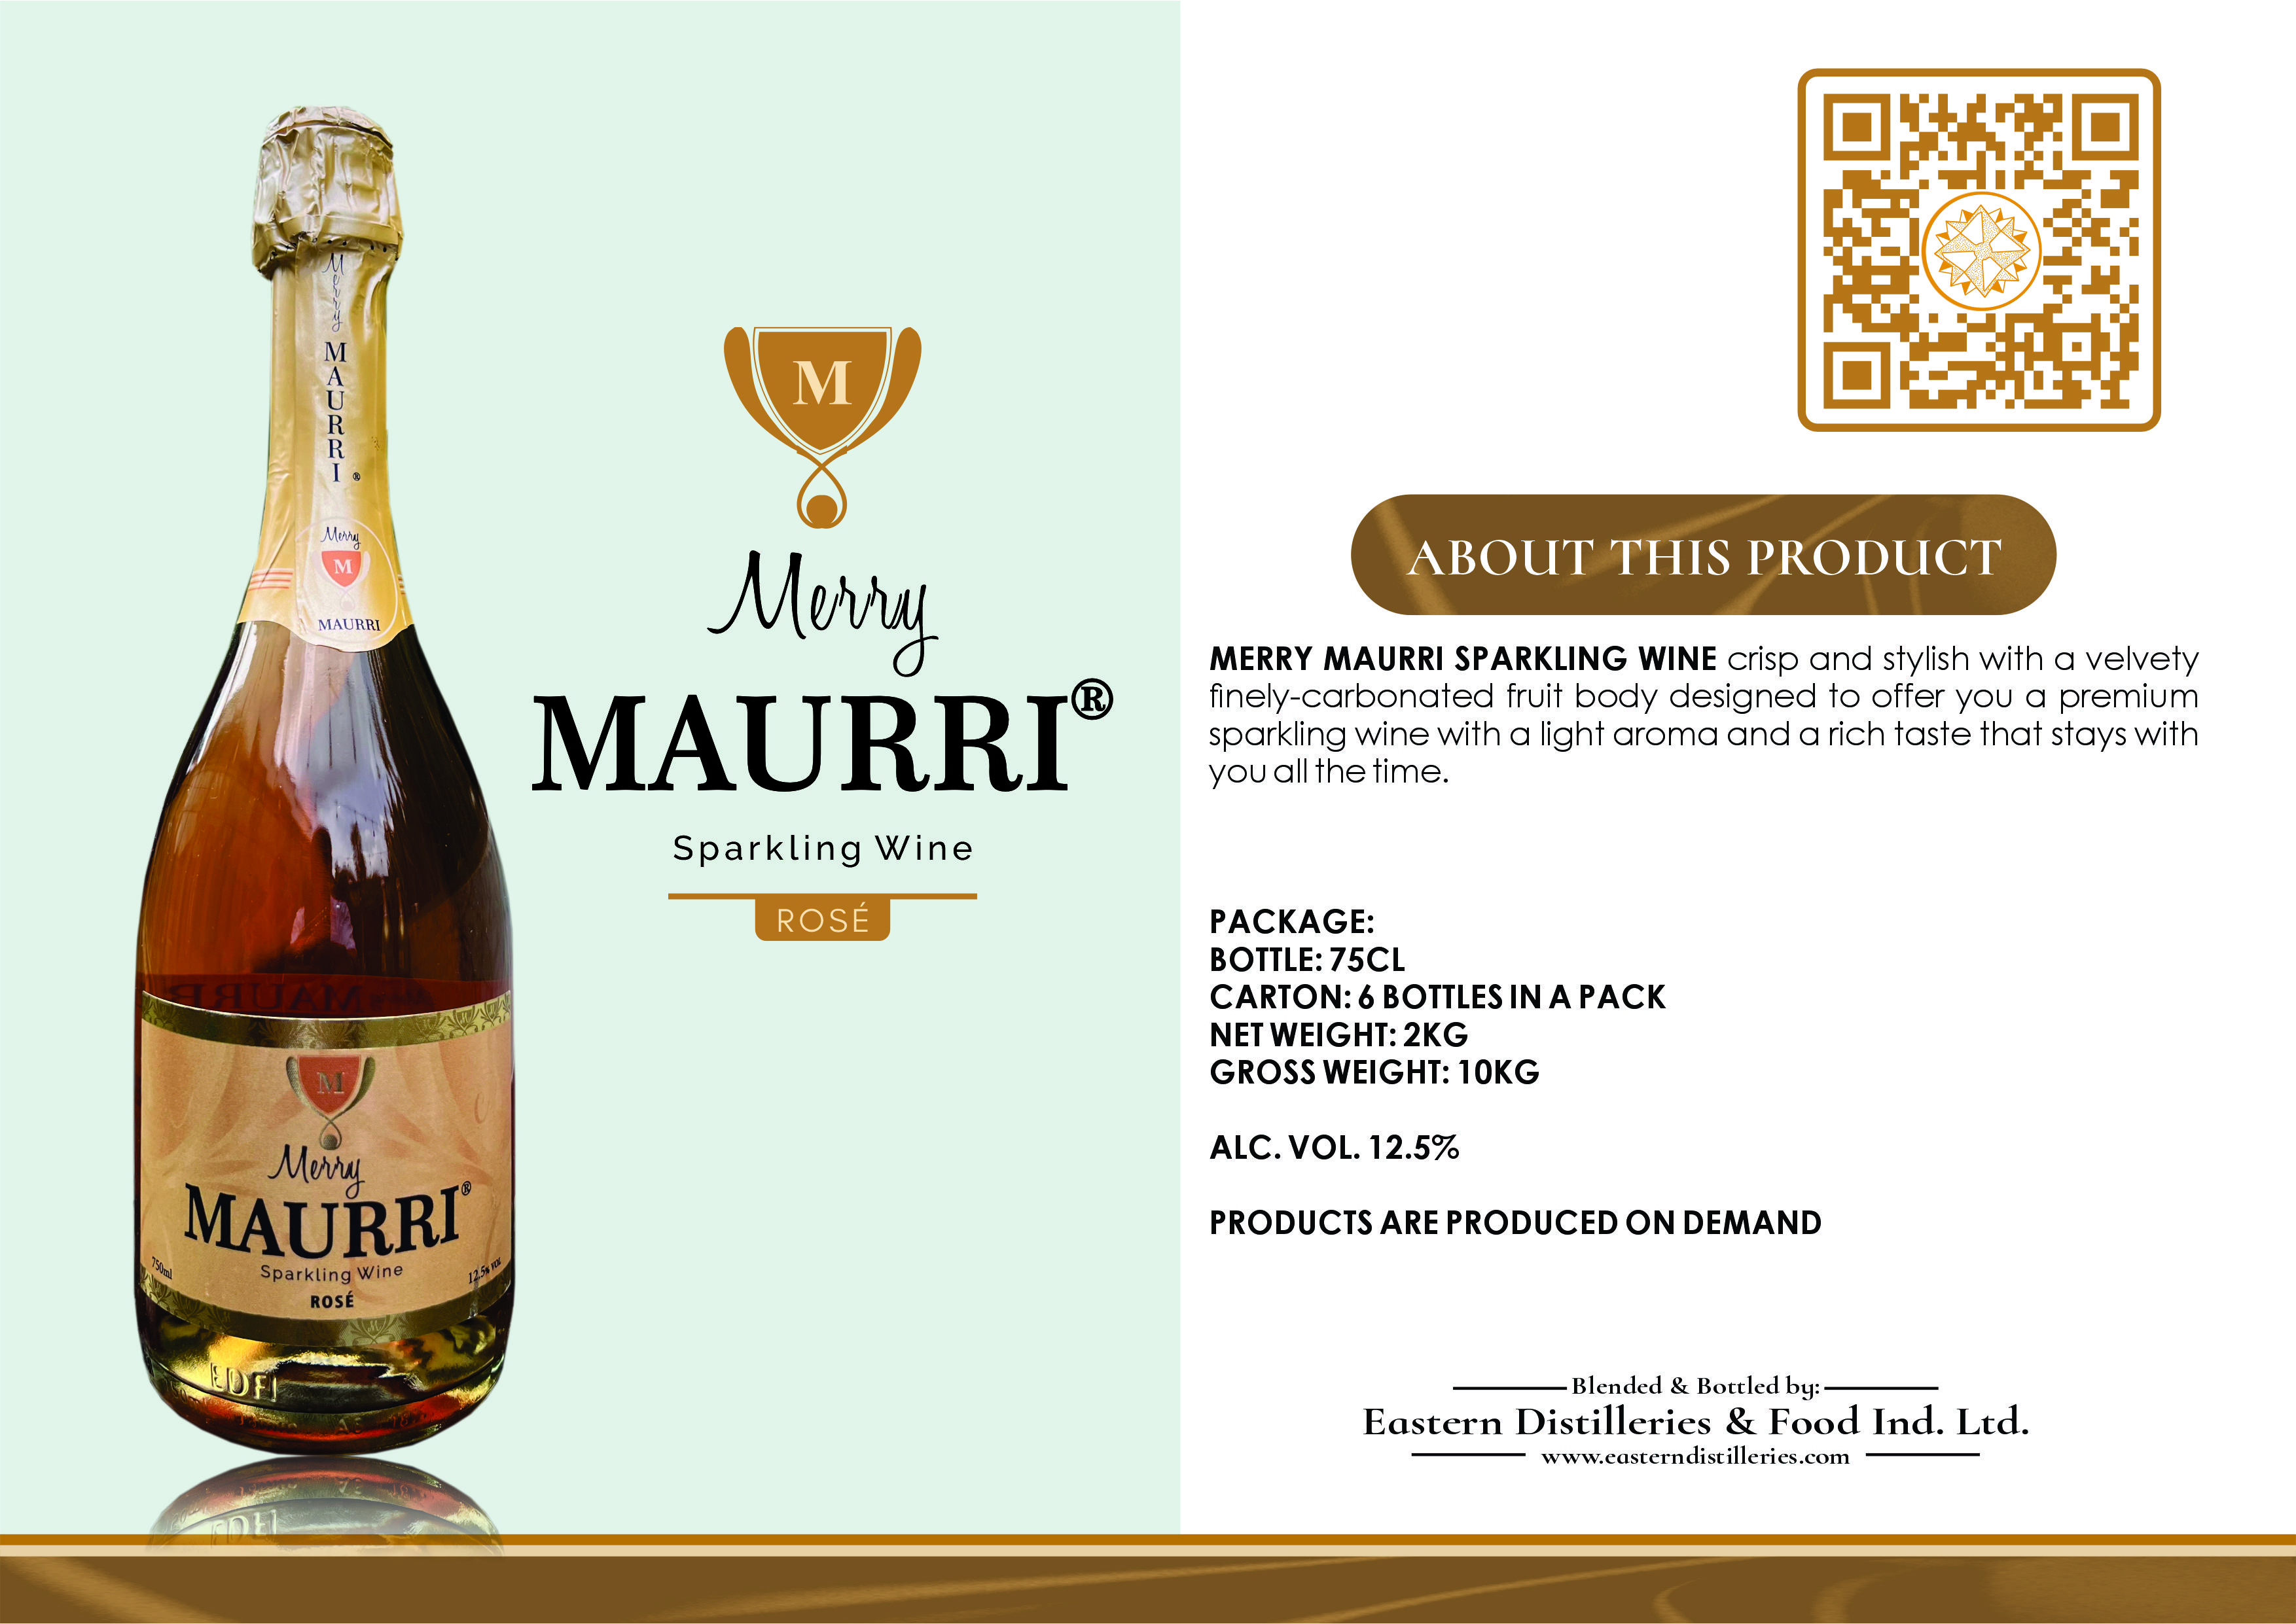 Merry
MAURRI®
Merry
M
MAURRI
M
Merry
MAURRI®
750ml
Sparkling Wine
12.5% VOL
ROSÉ
EDFI
M
Merry
MAURRI®
Sparkling Wine
ROSÉ
ABOUT THIS PRODUCT
MERRY MAURRI SPARKLING WINE crisp and stylish with a velvety
finely-carbonated fruit body designed to offer you a premium
sparkling wine with a light aroma and a rich taste that stays with
you all the time.
PACKAGE:
BOTTLE: 75CL
CARTON: 6 BOTTLES IN A PACK
NET WEIGHT: 2KG
GROSS WEIGHT: 10KG
ALC. VOL. 12.5%
PRODUCTS ARE PRODUCED ON DEMAND
Blended & Bottled by:
Eastern Distilleries & Food Ind. Ltd.
www.easterndistilleries.com